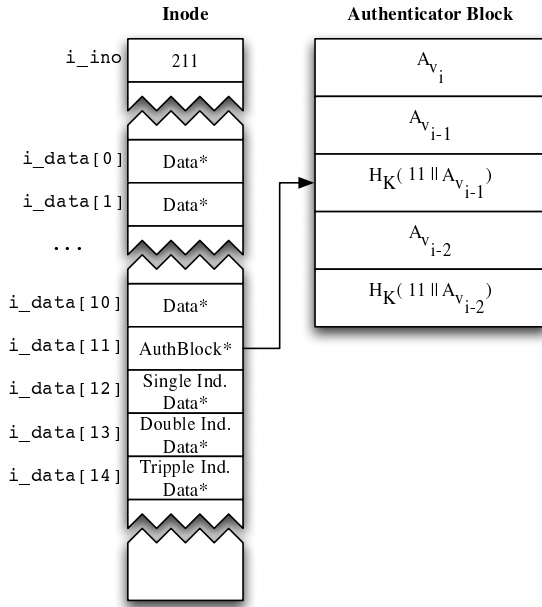 Inode
i_ino
211
i_data[0]
Data*
i_data[1]
Data*
...
i_data[10]
Data*
i_data[11]
AuthBlock*
i_data[12]
Single Ind.
Data*
i_data[13]
Double Ind.
Data*
i_data[14]
Tripple Ind.
Data*
Authenticator Block
A_{v_i}
A_{v_{i-1}}
H_K( 11 || A_{v_{i-1}})
A_{v_{i-2}}
H_K( 11 || A_{v_{i-2}})